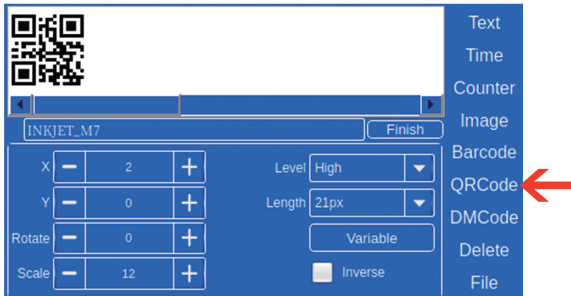 INKJET_M7 Finish
X 2
Y 0
Rotate 0
Scale 12
Level High
Length 21px
Variable
Inverse
Text
Time
Counter
Image
Barcode
QRCode
DMCode
Delete
File